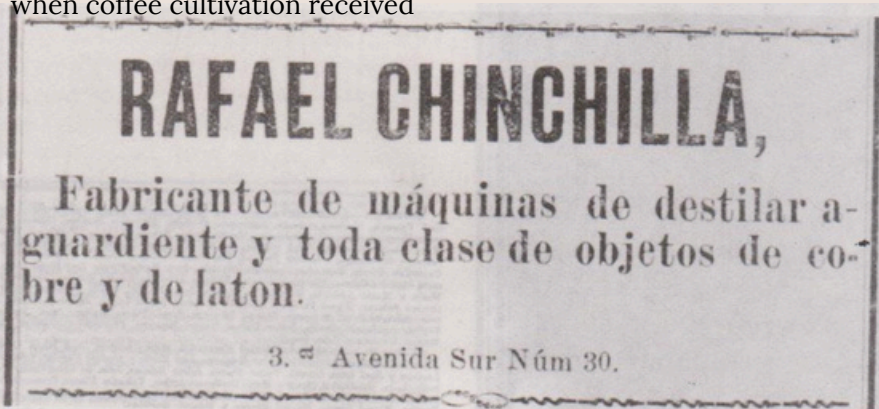 when coffee cultivation received
RAFAEL CHINCHILLA,
Fabricante de máquinas de destilar a-
guardiente y toda clase de objetos de co-
bre y de laton.
3.ª Avenida Sur Núm 30.